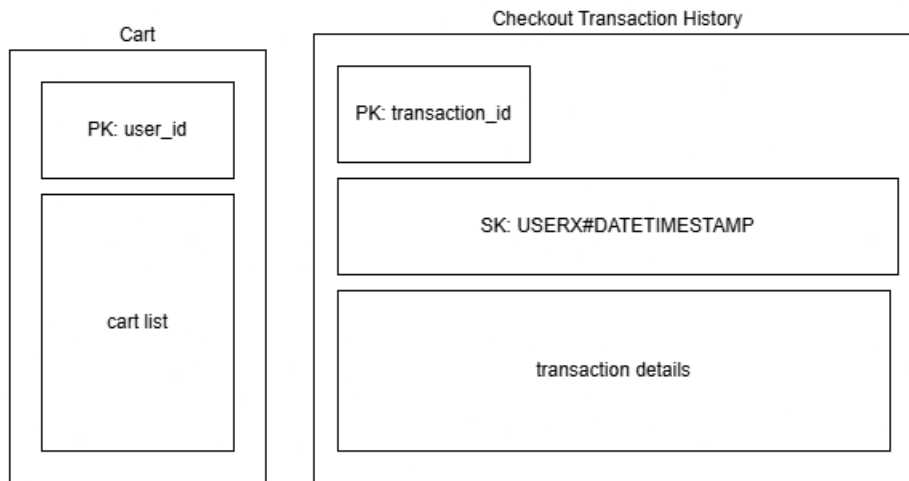 Cart
PK: user_id
cart list
Checkout Transaction History
PK: transaction_id
SK: USERX#DATETIMESTAMP
transaction details